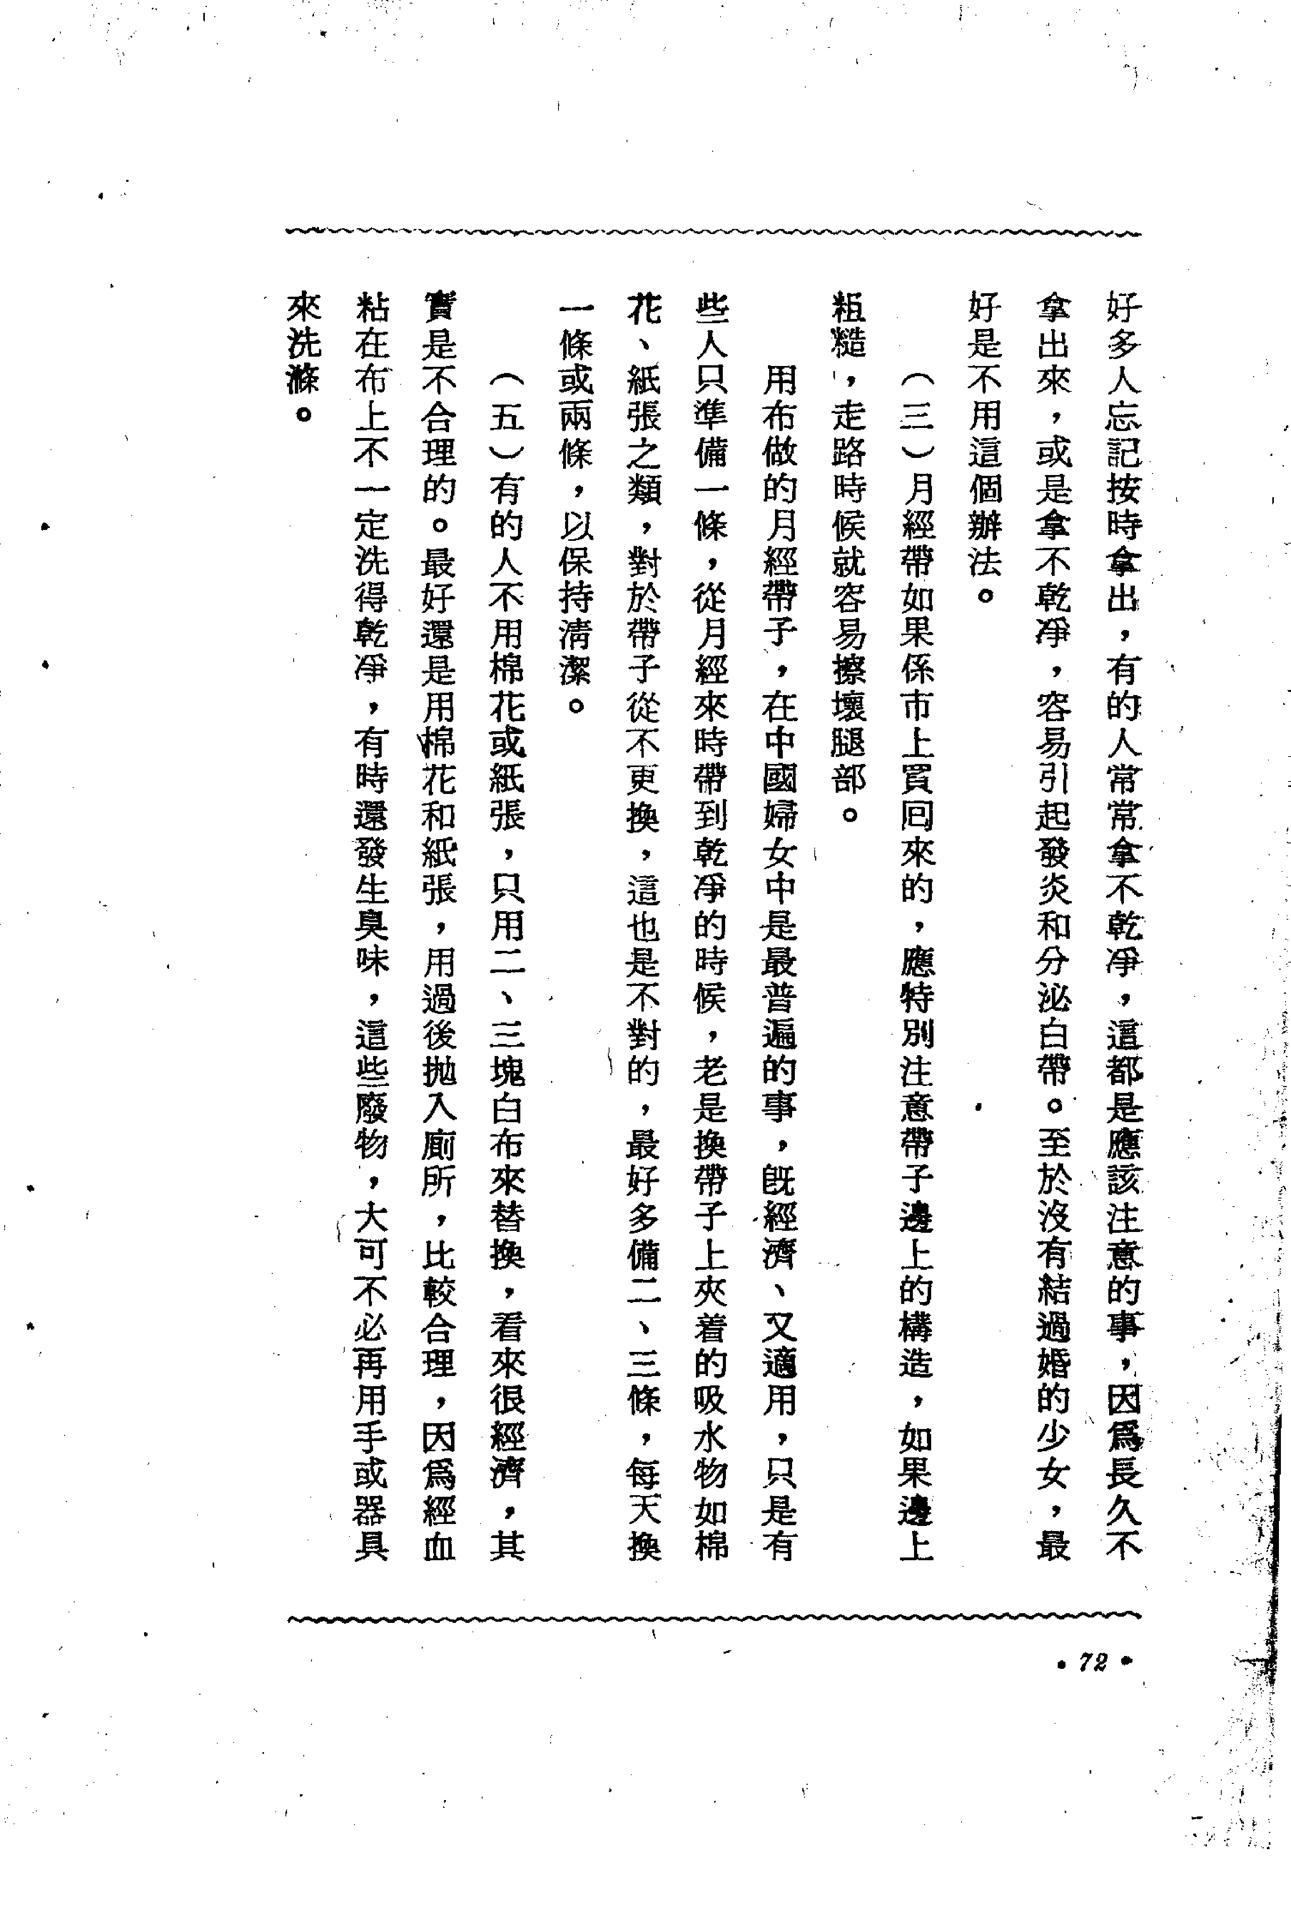 好多人忘記按時拿出，有的人常常拿不乾凈，這都是應該注意的事，因爲長久不
拿出來，或是拿不乾凈，容易引起發炎和分泌白帶。至於沒有結過婚的少女，最
好是不用這個辦法。
（三）月經帶如果係市上買回來的，應特別注意帶子邊上的構造，如果邊上
粗糙，走路時候就容易擦壞腿部。
用布做的月經帶子，在中國婦女中是最普遍的事，旣經濟、又適用，只是有
些人只準備一條，從月經來時帶到乾凈的時候，老是換帶子上夾着的吸水物如棉
花、紙張之類，對於帶子從不更換，這也是不對的，最好多備二、三條，每天換
一條或兩條，以保持清潔。
（五）有的人不用棉花或紙張，只用二、三塊白布來替換，看來很經濟，其
實是不合理的。最好還是用棉花和紙張，用過後拋入廁所，比較合理，因爲經血
粘在布上不一定洗得乾凈，有時還發生臭味，這些廢物，大可不必再用手或器具
來洗滌。
• 72 •